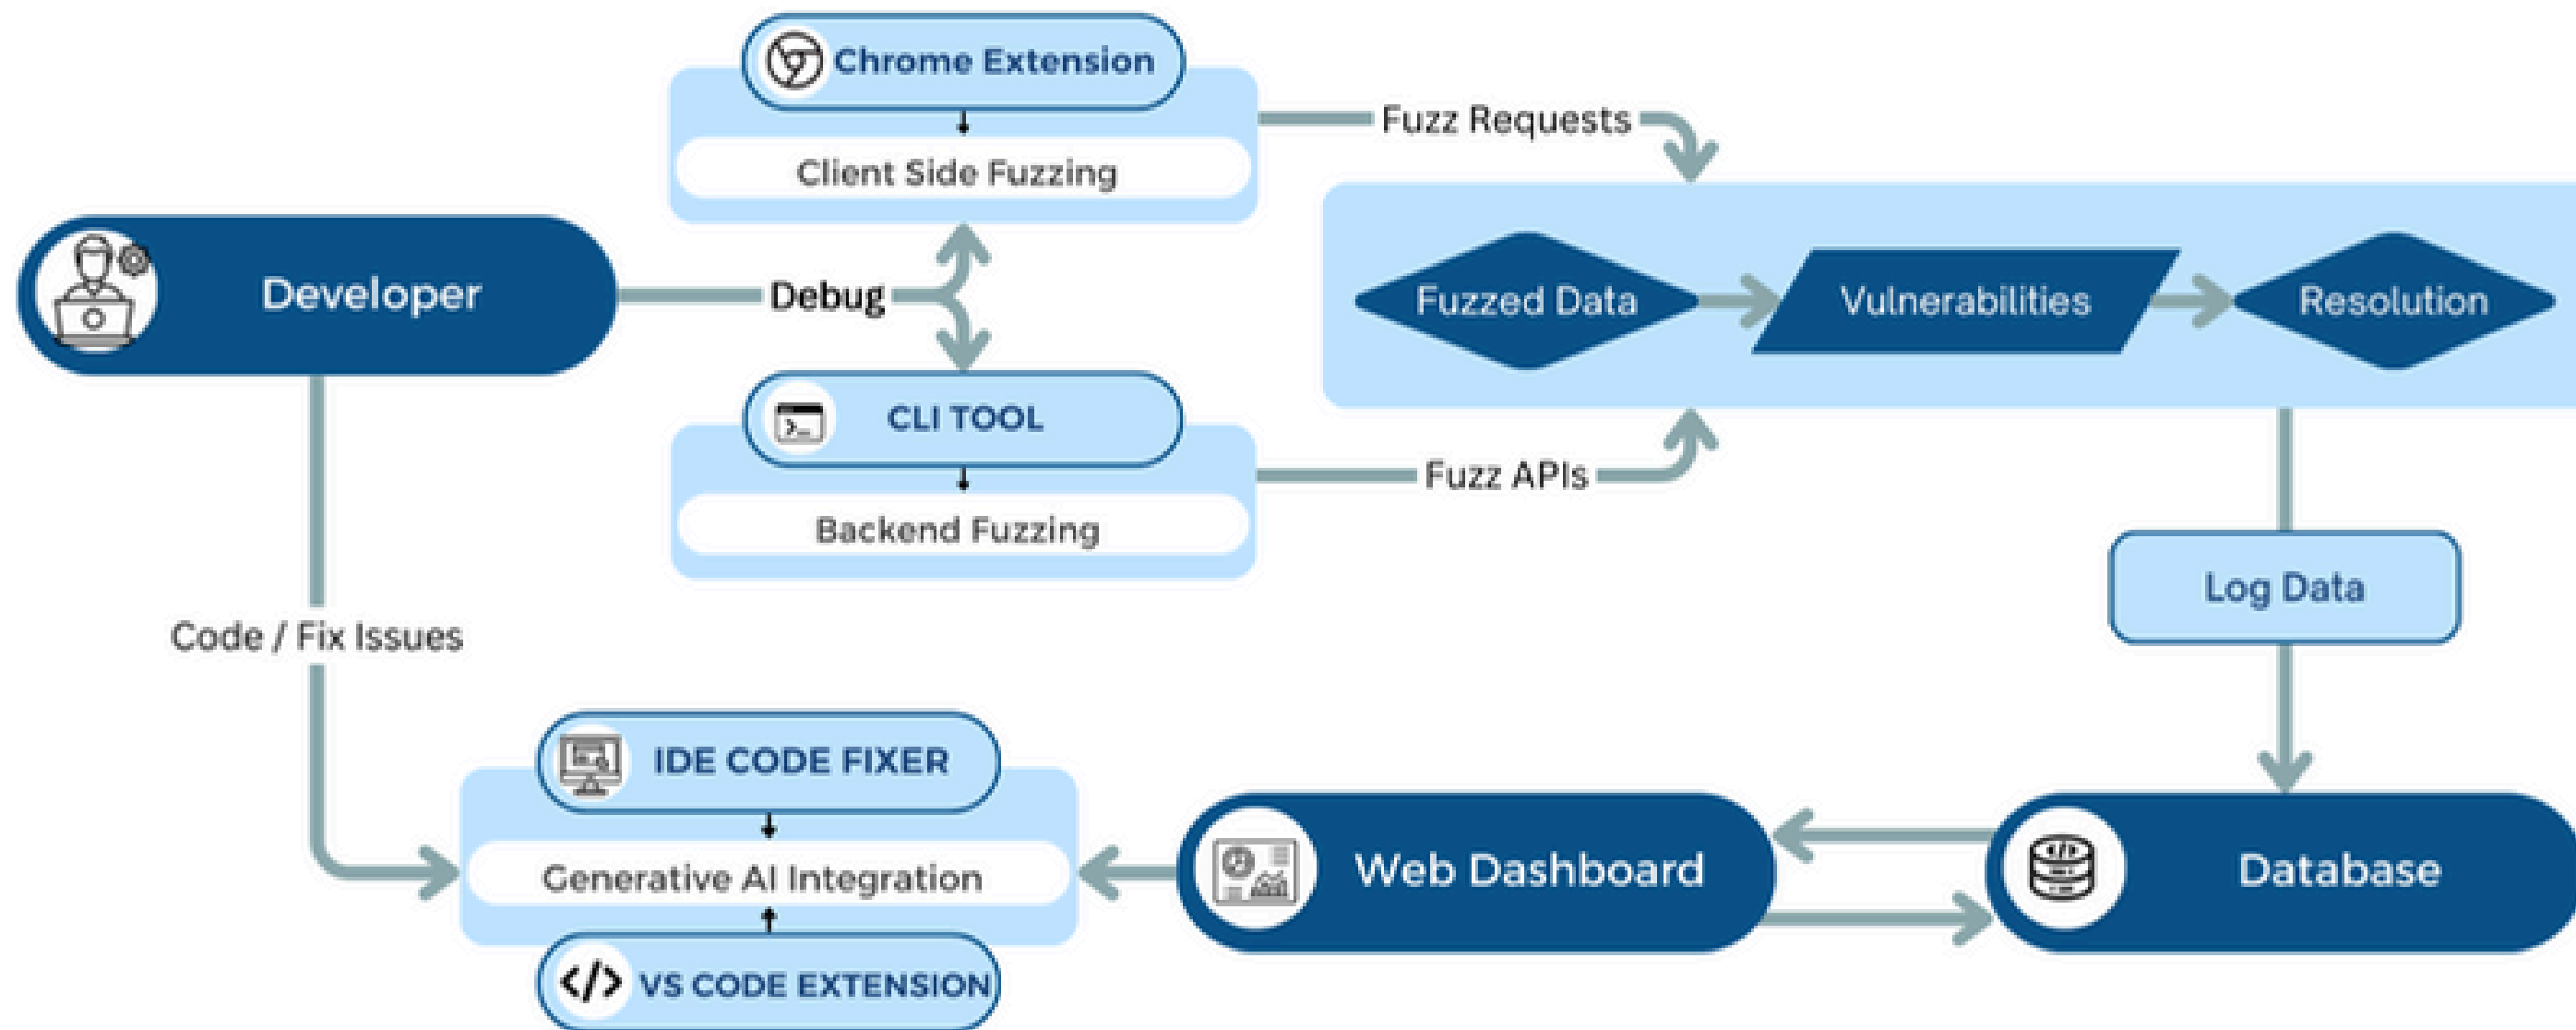 Chrome Extension
Client Side Fuzzing
Fuzz Requests
Developer
Debug
Fuzzed Data
Vulnerabilities
Resolution
CLI TOOL
Backend Fuzzing
Fuzz APIs
Log Data
Code / Fix Issues
IDE CODE FIXER
Generative AI Integration
VS CODE EXTENSION
</>
Web Dashboard
Database